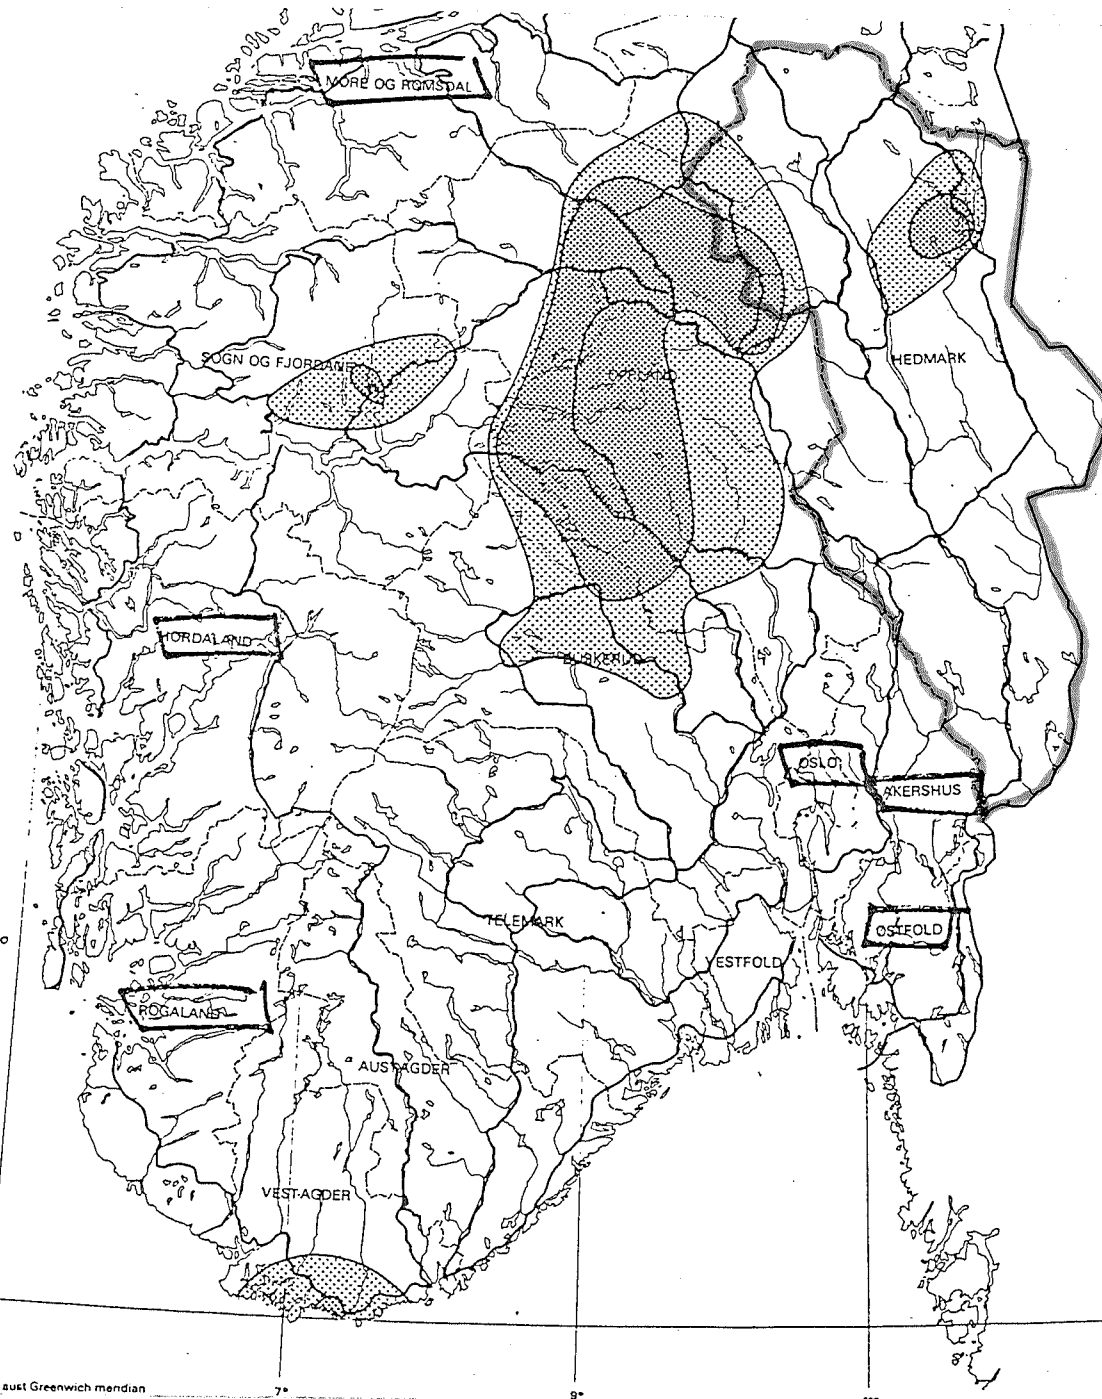 MØRE OG ROMSDAL
SOGN OG FJORDANE
OPPLAND
HEDMARK
HORDALAND
BUSKERUD
OSLO
AKERSHUS
TELEMARK
ØSTFOLD
VESTFOLD
ROGALAND
AUST-AGDER
VEST-AGDER
aust Greenwich meridian
7°
9°